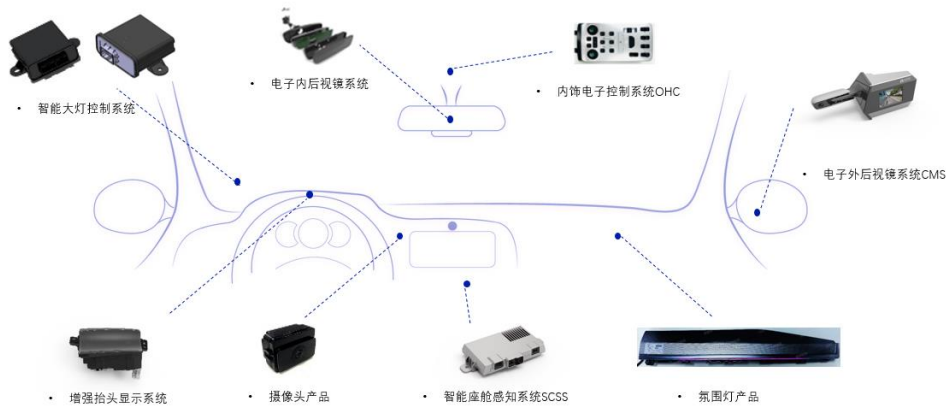 • 智能大灯控制系统
• 电子内后视镜系统
• 内饰电子控制系统OHC
• 电子外后视镜系统CMS
• 增强抬头显示系统
• 摄像头产品
• 智能座舱感知系统SCSS
• 氛围灯产品